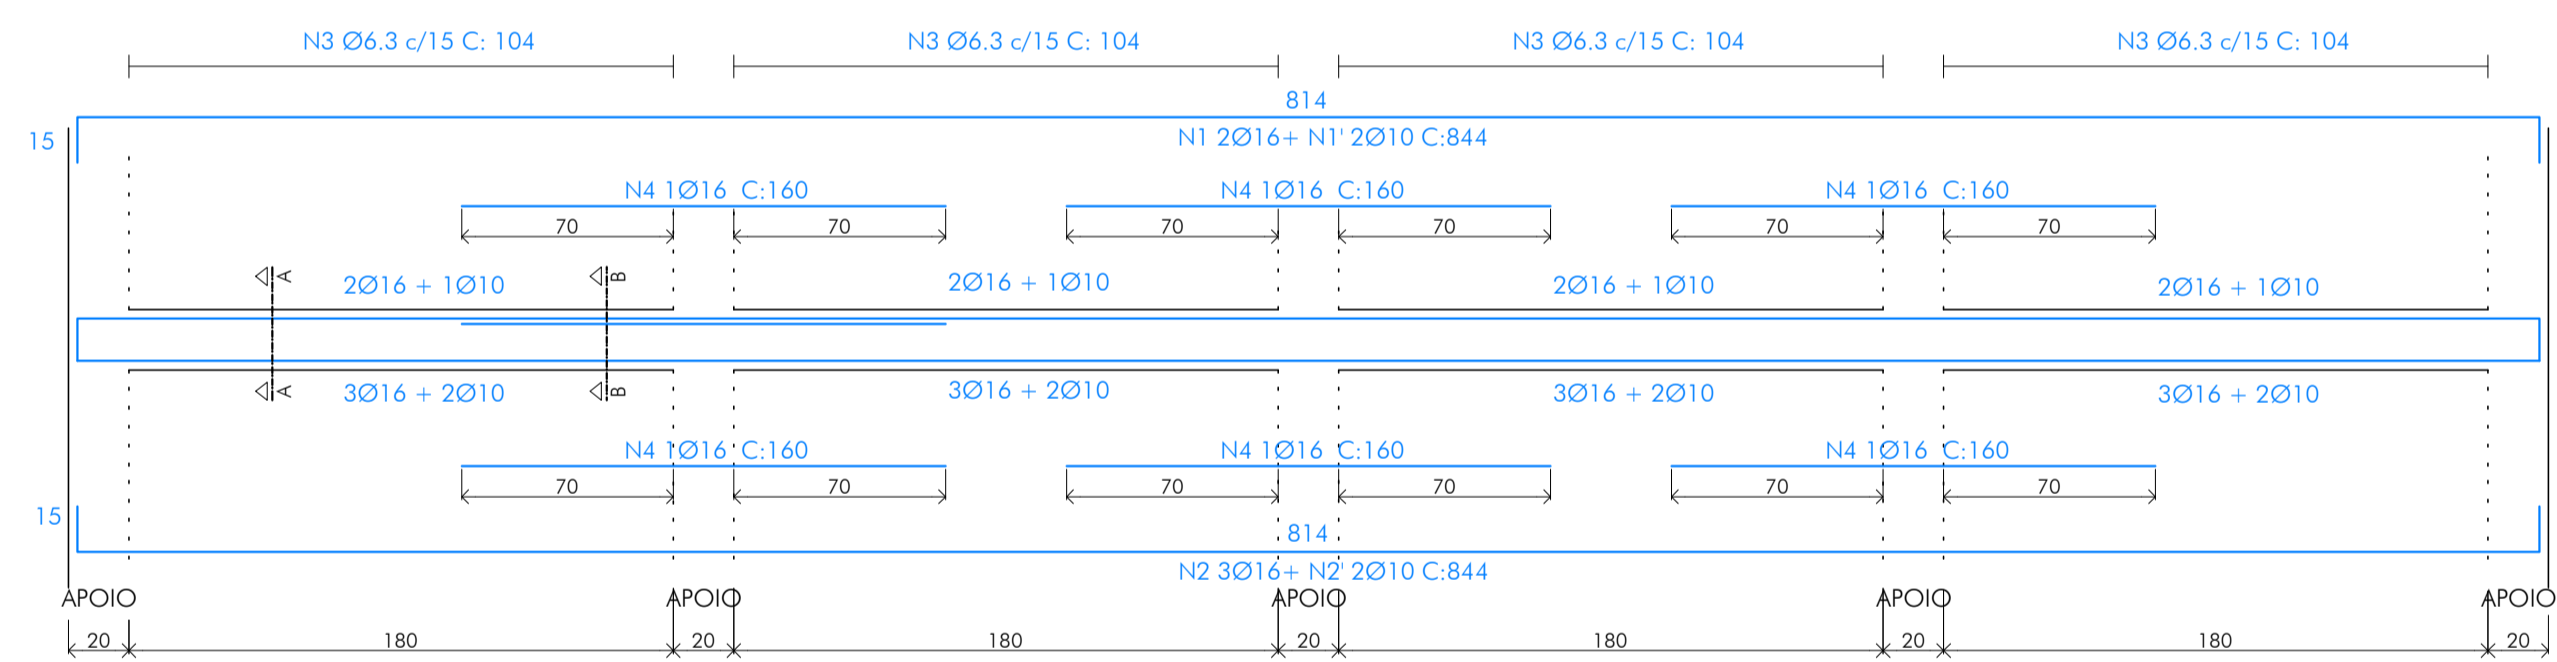 N3 Ø6.3 c/15 C: 104 N3 Ø6.3 c/15 C: 104 N3 Ø6.3 c/15 C: 104 N3 Ø6.3 c/15 C: 104
814
15
N1 2Ø16+ N1' 2Ø10 C:844
N4 1Ø16 C:160 N4 1Ø16 C:160 N4 1Ø16 C:160
70 70 70 70 70 70
A B
2Ø16 + 1Ø10 2Ø16 + 1Ø10 2Ø16 + 1Ø10 2Ø16 + 1Ø10
A B
3Ø16 + 2Ø10 3Ø16 + 2Ø10 3Ø16 + 2Ø10 3Ø16 + 2Ø10
N4 1Ø16 C:160 N4 1Ø16 C:160 N4 1Ø16 C:160
70 70 70 70 70 70
15
814
N2 3Ø16+ N2' 2Ø10 C:844
APOIO APOIO APOIO APOIO APOIO
20 180 20 180 20 180 20 180 20